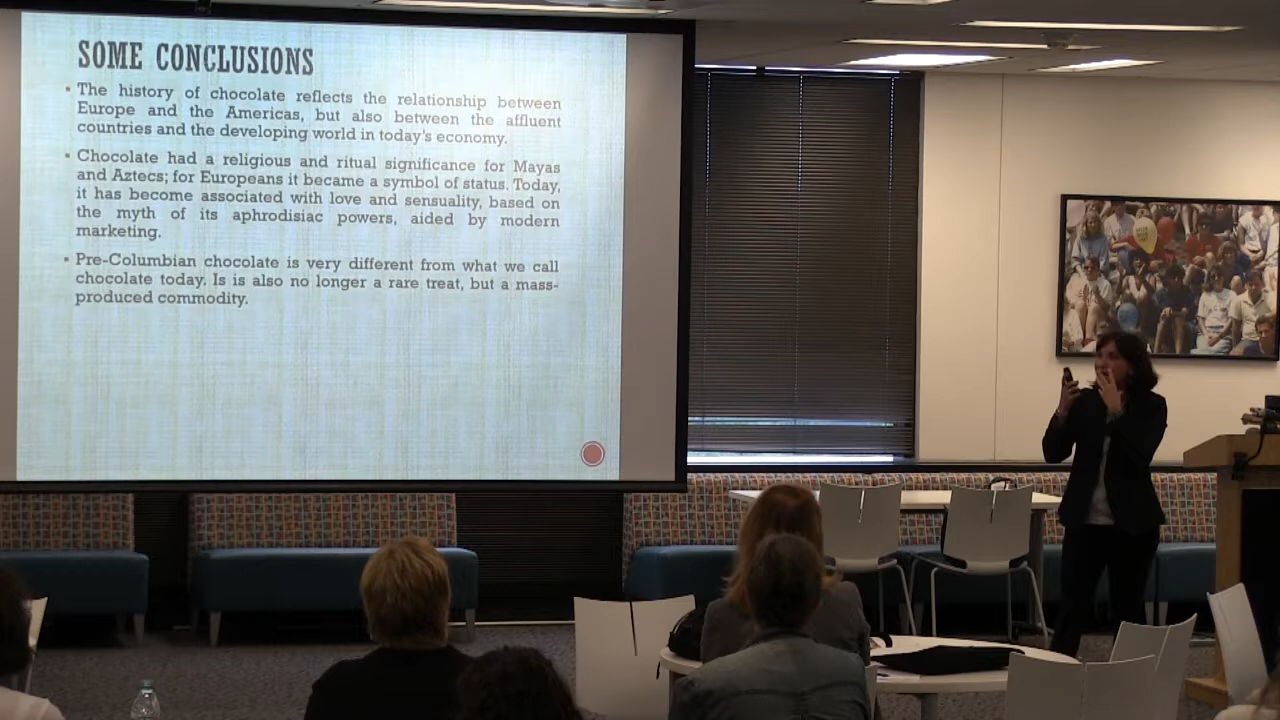 SOME CONCLUSIONS
▪ The history of chocolate reflects the relationship between
Europe and the Americas, but also between the affluent
countries and the developing world in today's economy.
▪ Chocolate had a religious and ritual significance for Mayas
and Aztecs; for Europeans it became a symbol of status. Today,
it has become associated with love and sensuality, based on
the myth of its aphrodisiac powers, aided by modern
marketing.
▪ Pre-Columbian chocolate is very different from what we call
chocolate today. Is is also no longer a rare treat, but a mass-
produced commodity.